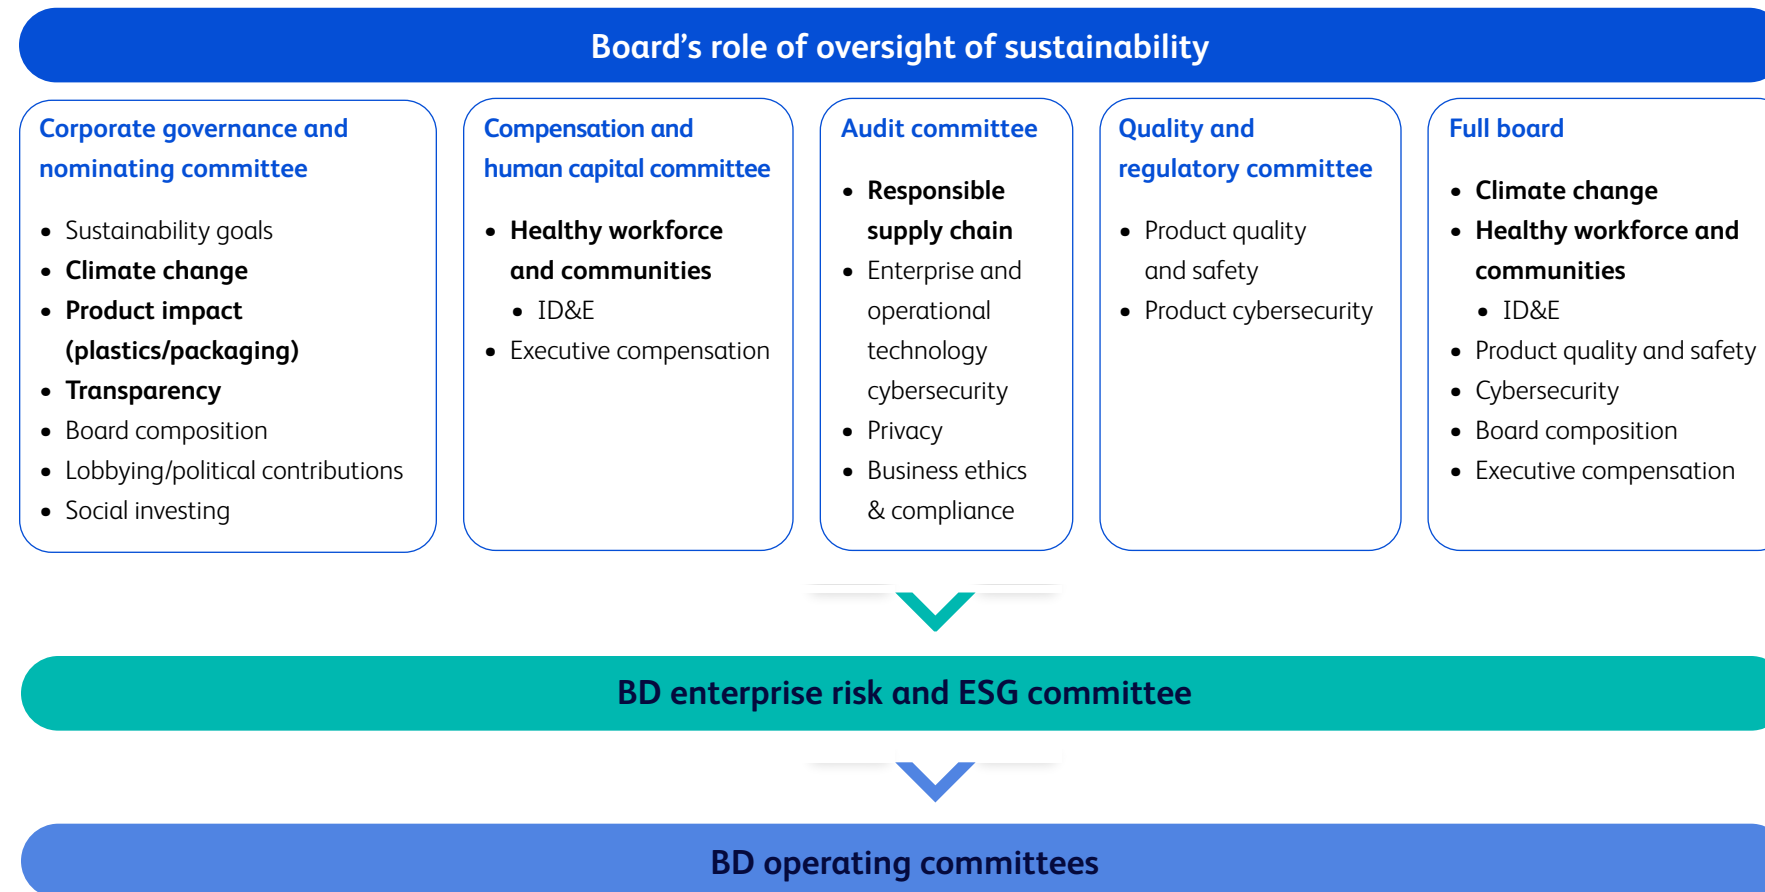 Board’s role of oversight of sustainability
Corporate governance and
nominating committee
• Sustainability goals
• Climate change
• Product impact
(plastics/packaging)
• Transparency
• Board composition
• Lobbying/political contributions
• Social investing
Compensation and
human capital committee
• Healthy workforce
and communities
• ID&E
• Executive compensation
Audit committee
• Responsible
supply chain
• Enterprise and
operational
technology
cybersecurity
• Privacy
• Business ethics
& compliance
Quality and
regulatory committee
• Product quality
and safety
• Product cybersecurity
Full board
• Climate change
• Healthy workforce and
communities
• ID&E
• Product quality and safety
• Cybersecurity
• Board composition
• Executive compensation
BD enterprise risk and ESG committee
BD operating committees